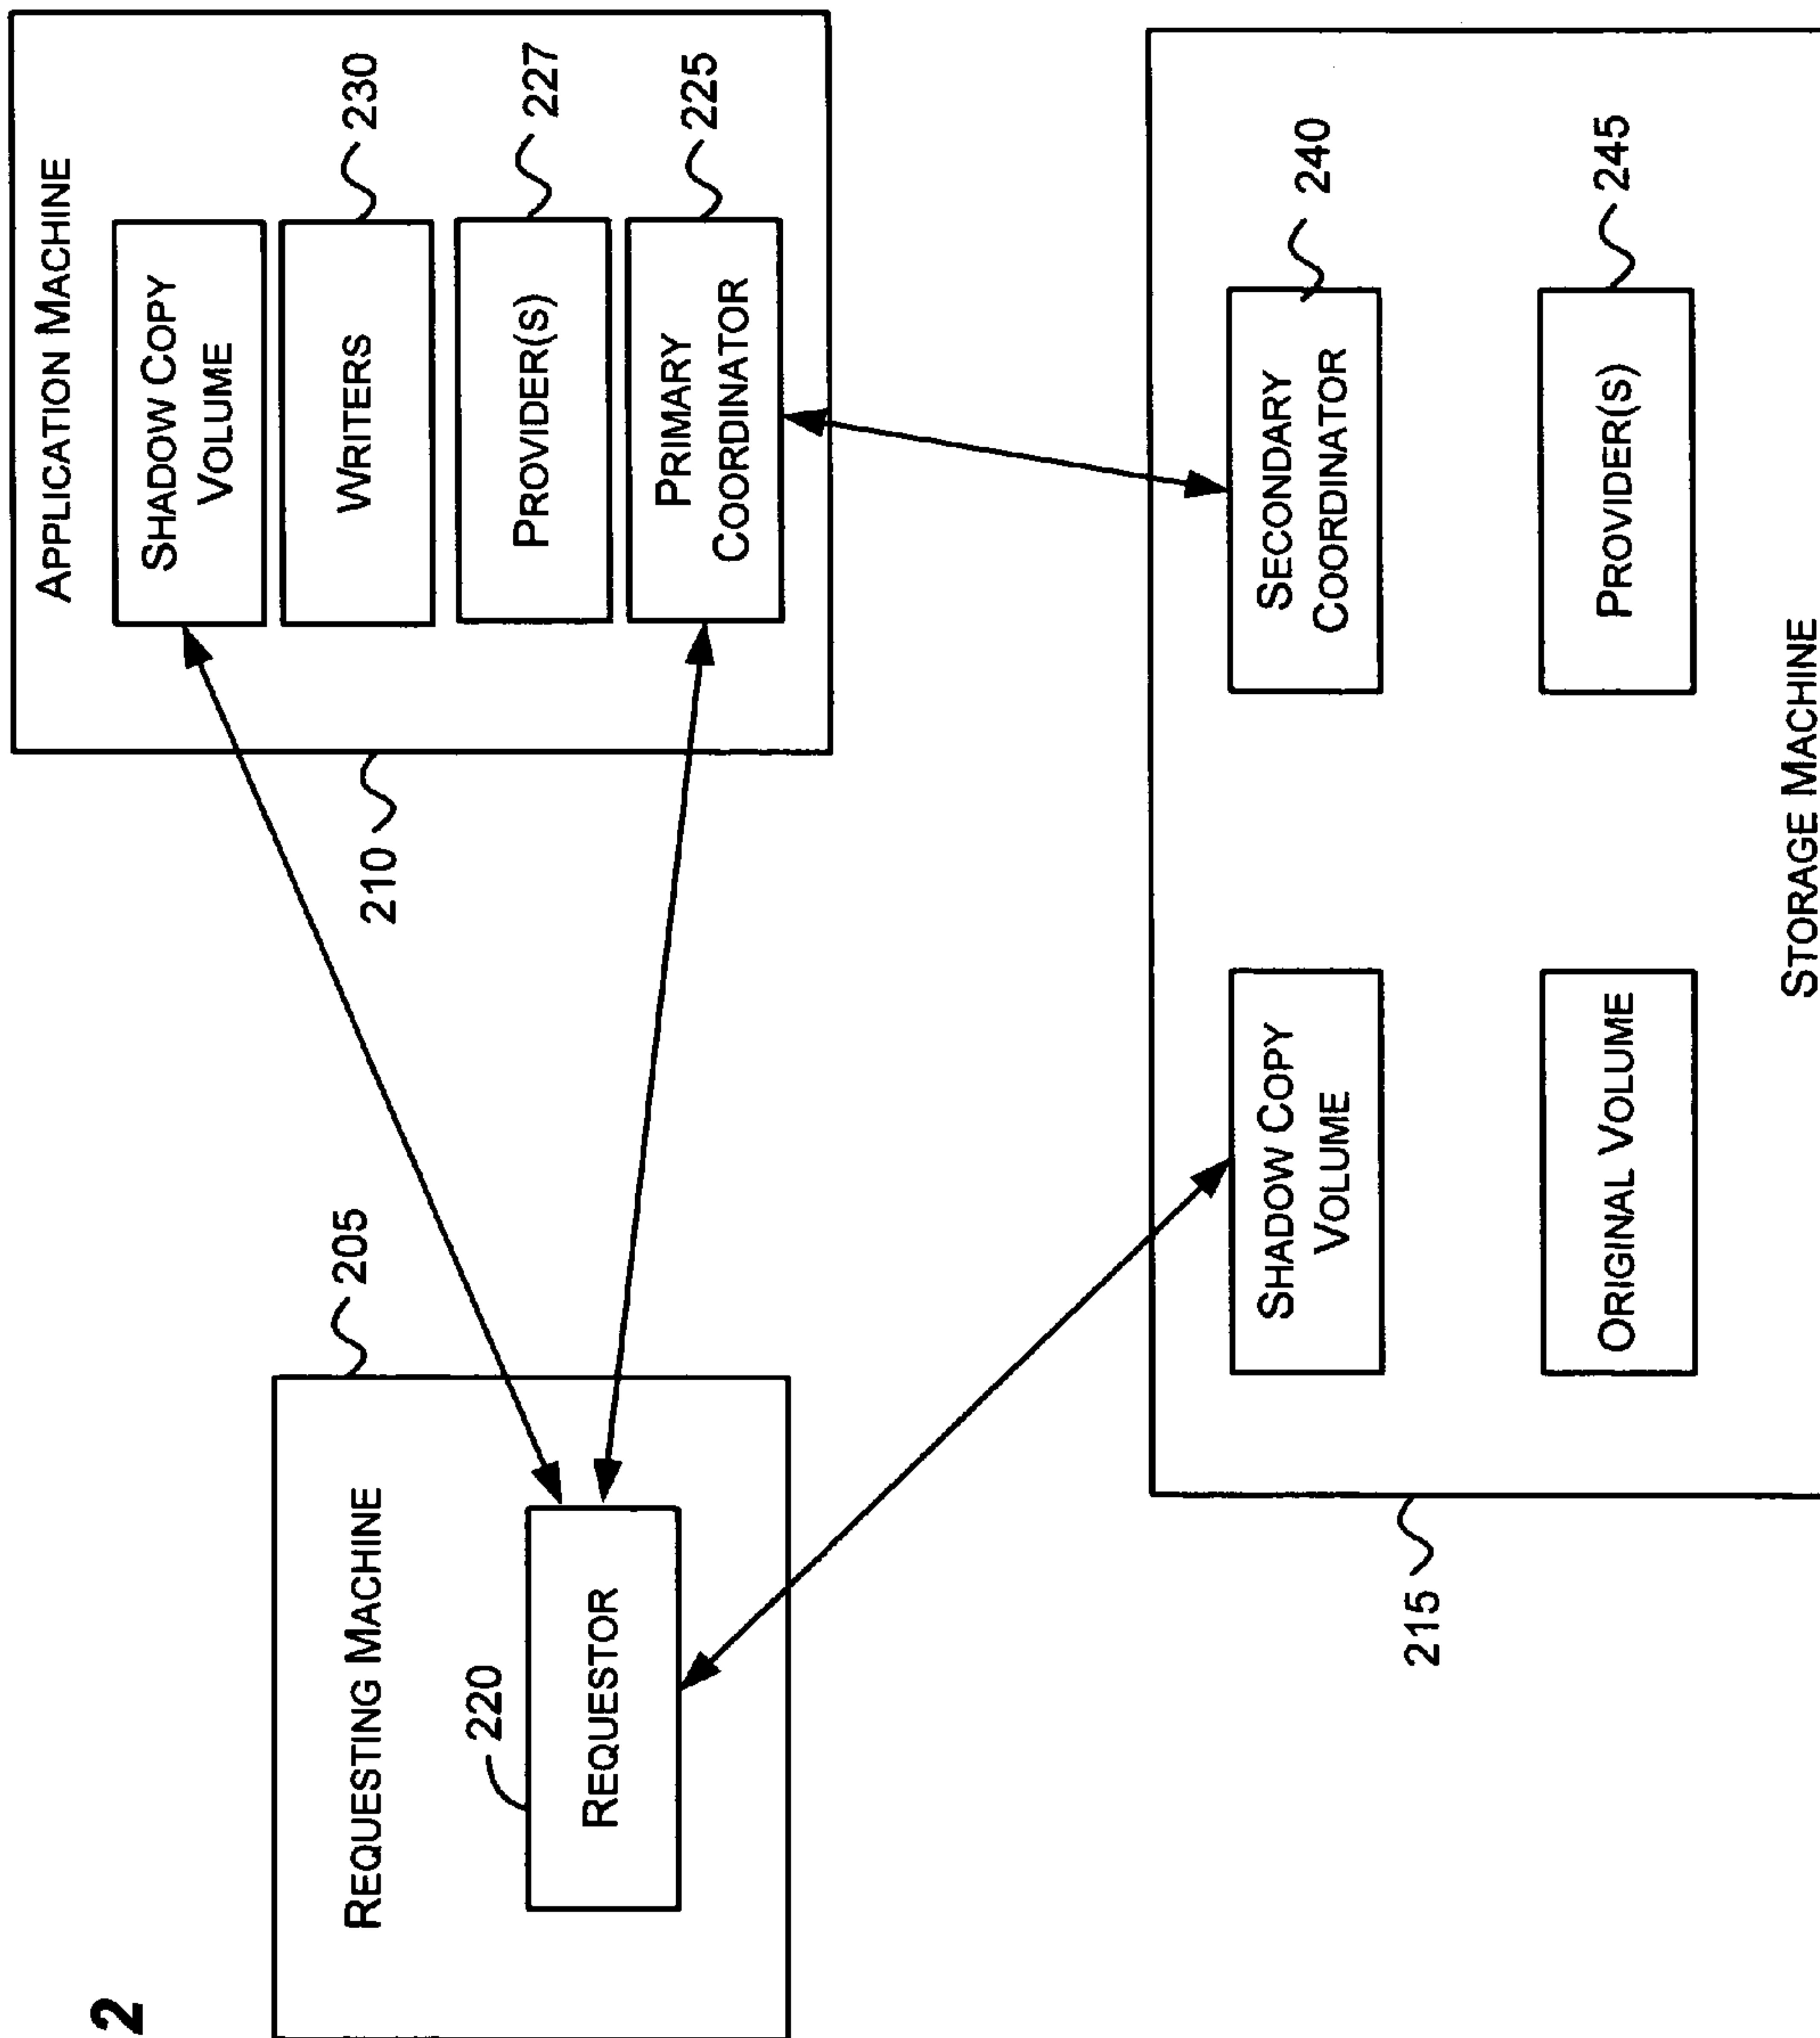 2
REQUESTING MACHINE
205
220
REQUESTOR
APPLICATION MACHINE
210
SHADOW COPY
VOLUME
WRITERS
230
PROVIDER(S)
227
PRIMARY
COORDINATOR
225
215
SHADOW COPY
VOLUME
SECONDARY
COORDINATOR
240
ORIGINAL VOLUME
PROVIDER(S)
245
STORAGE MACHINE